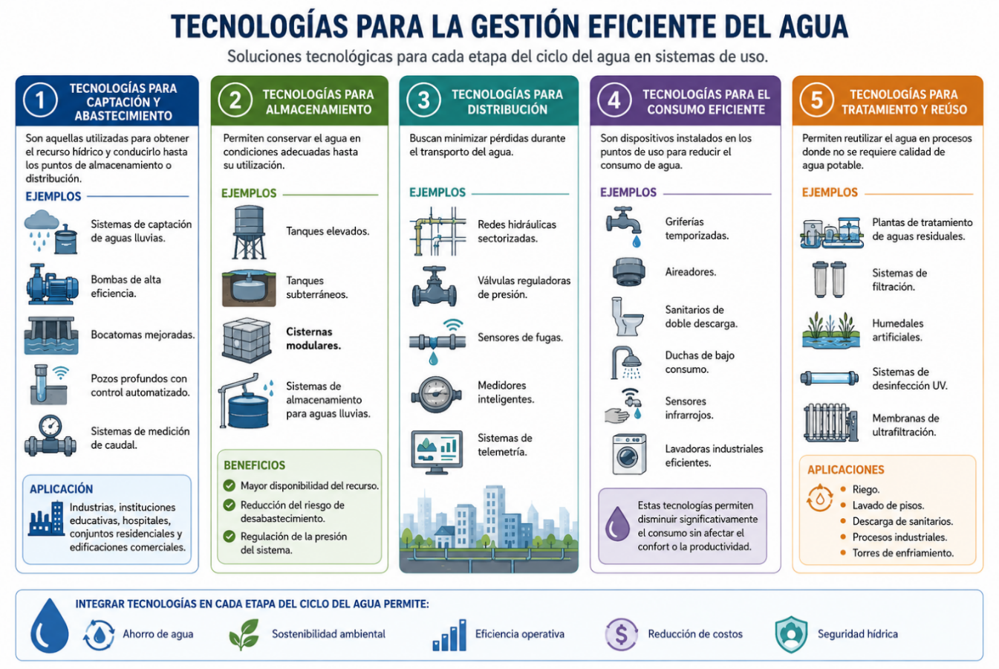 TECNOLOGÍAS PARA LA GESTIÓN EFICIENTE DEL AGUA
Soluciones tecnológicas para cada etapa del ciclo del agua en sistemas de uso.
1
TECNOLOGÍAS PARA
CAPTACIÓN Y
ABASTECIMIENTO
Son aquellas utilizadas para obtener
el recurso hídrico y conducirlo hasta
los puntos de almacenamiento o
distribución.
EJEMPLOS
Sistemas de captación
de aguas lluvias.
Bombas de alta
eficiencia.
Bocatomas mejoradas.
Pozos profundos con
control automatizado.
Sistemas de medición
de caudal.
APLICACIÓN
Industrias, instituciones
educativas, hospitales,
conjuntos residenciales y
edificaciones comerciales.
2
TECNOLOGÍAS PARA
ALMACENAMIENTO
Permiten conservar el agua en
condiciones adecuadas hasta
su utilización.
EJEMPLOS
Tanques elevados.
Tanques
subterráneos.
Cisternas
modulares.
Sistemas de
almacenamiento
para aguas lluvias.
BENEFICIOS
Mayor disponibilidad del recurso.
Reducción del riesgo de
desabastecimiento.
Regulación de la presión
del sistema.
3
TECNOLOGÍAS PARA
DISTRIBUCIÓN
Buscan minimizar pérdidas durante
el transporte del agua.
EJEMPLOS
Redes hidráulicas
sectorizadas.
Válvulas reguladoras
de presión.
Sensores de fugas.
Medidores
inteligentes.
Sistemas de
telemetría.
4
TECNOLOGÍAS PARA EL
CONSUMO EFICIENTE
Son dispositivos instalados en los
puntos de uso para reducir el
consumo de agua.
EJEMPLOS
Griferías
temporizadas.
Aireadores.
Sanitarios de
doble descarga.
Duchas de bajo
consumo.
Sensores
infrarrojos.
Lavadoras industriales
eficientes.
Estas tecnologías permiten
disminuir significativamente
el consumo sin afectar el
confort o la productividad.
5
TECNOLOGÍAS PARA
TRATAMIENTO Y REÚSO
Permiten reutilizar el agua en procesos
donde no se requiere calidad de
agua potable.
EJEMPLOS
Plantas de tratamiento
de aguas residuales.
Sistemas de
filtración.
Humedales
artificiales.
Sistemas de
desinfección UV.
Membranas de
ultrafiltración.
APLICACIONES
Riego.
Lavado de pisos.
Descarga de sanitarios.
Procesos industriales.
Torres de enfriamiento.
INTEGRAR TECNOLOGÍAS EN CADA ETAPA DEL CICLO DEL AGUA PERMITE:
Ahorro de agua
Sostenibilidad ambiental
Eficiencia operativa
$
Reducción de costos
Seguridad hídrica